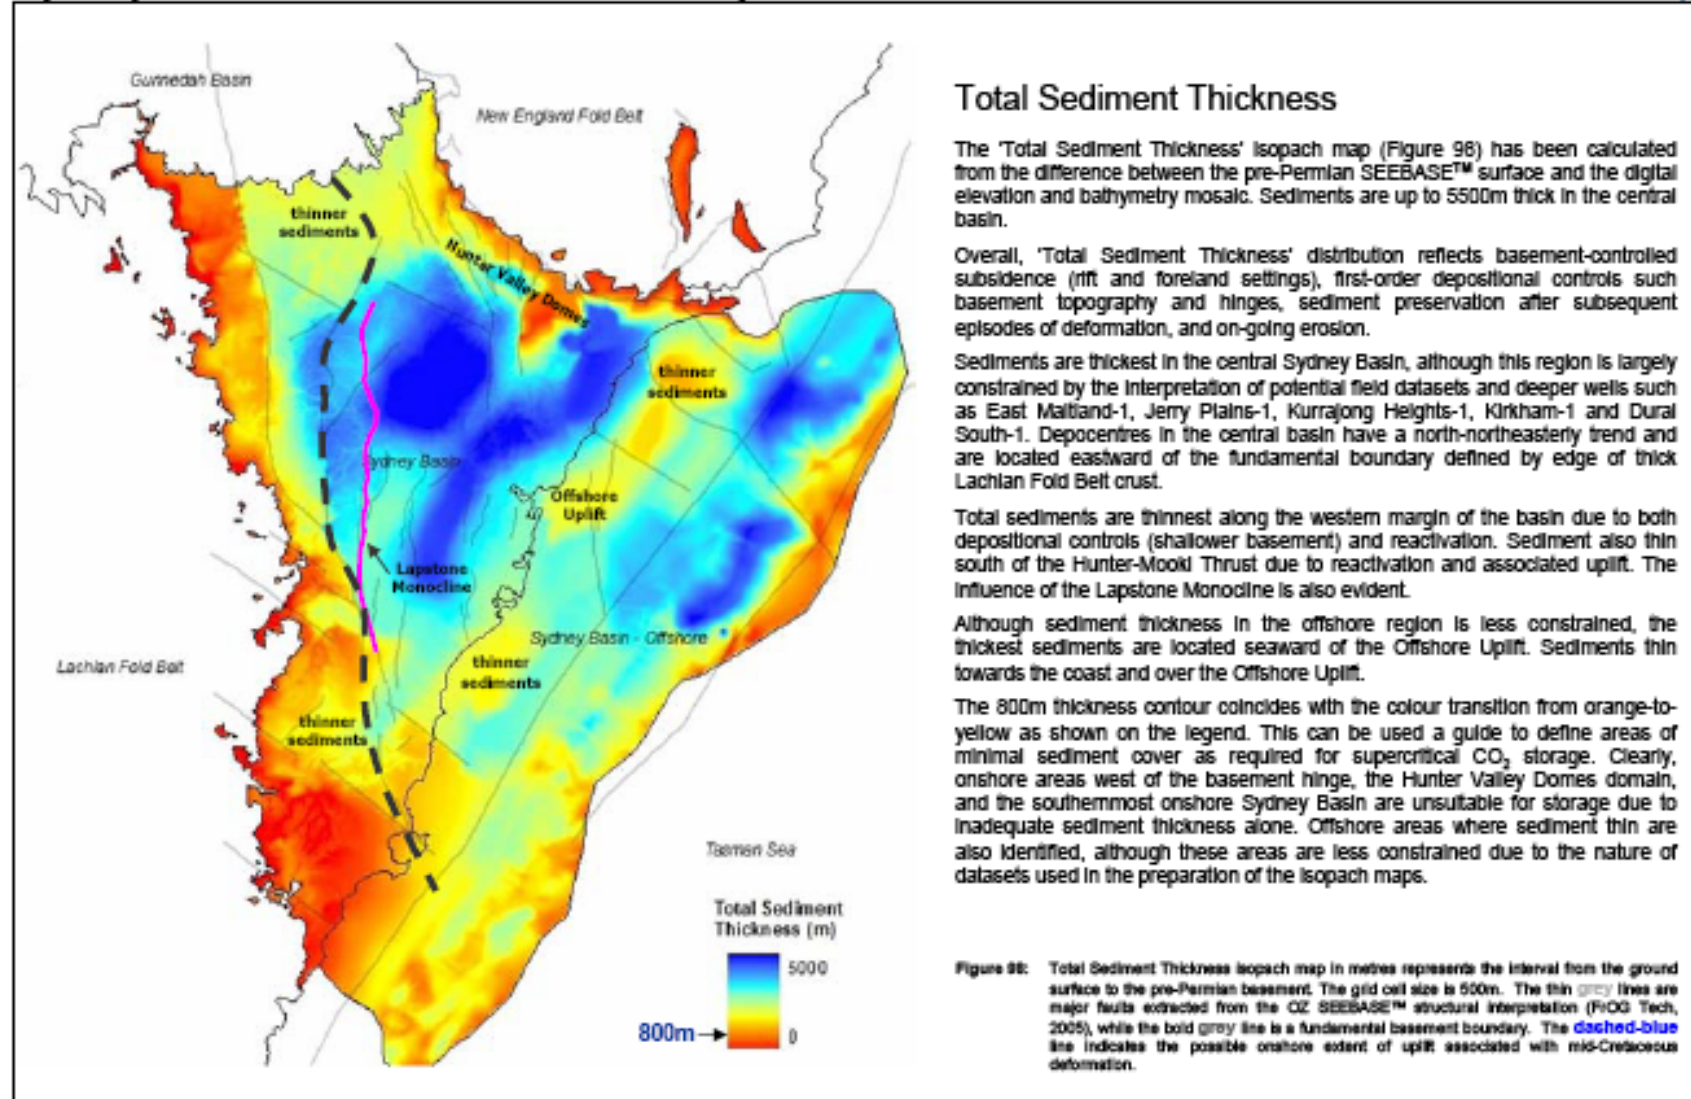 Gunnedah Basin
New England Fold Belt
thinner
sediments
Hunter Valley Domes
thinner
sediments
Sydney Basin
Offshore
Uplift
Lapstone
Monocline
Sydney Basin - Offshore
Lachlan Fold Belt
thinner
sediments
thinner
sediments
Tasman Sea
Total Sediment
Thickness (m)
5000
800m
0
Total Sediment Thickness
The 'Total Sediment Thickness' isopach map (Figure 98) has been calculated
from the difference between the pre-Permian SEEBASE™ surface and the digital
elevation and bathymetry mosaic. Sediments are up to 5500m thick in the central
basin.
Overall, 'Total Sediment Thickness' distribution reflects basement-controlled
subsidence (rift and foreland settings), first-order depositional controls such
basement topography and hinges, sediment preservation after subsequent
episodes of deformation, and on-going erosion.
Sediments are thickest in the central Sydney Basin, although this region is largely
constrained by the interpretation of potential field datasets and deeper wells such
as East Maitland-1, Jerry Plains-1, Kurrajong Heights-1, Kirkham-1 and Dural
South-1. Depocentres in the central basin have a north-northeasterly trend and
are located eastward of the fundamental boundary defined by edge of thick
Lachlan Fold Belt crust.
Total sediments are thinnest along the western margin of the basin due to both
depositional controls (shallower basement) and reactivation. Sediment also thin
south of the Hunter-Mooki Thrust due to reactivation and associated uplift. The
influence of the Lapstone Monocline is also evident.
Although sediment thickness in the offshore region is less constrained, the
thickest sediments are located seaward of the Offshore Uplift. Sediments thin
towards the coast and over the Offshore Uplift.
The 800m thickness contour coincides with the colour transition from orange-to-
yellow as shown on the legend. This can be used a guide to define areas of
minimal sediment cover as required for supercritical CO₂ storage. Clearly,
onshore areas west of the basement hinge, the Hunter Valley Domes domain,
and the southernmost onshore Sydney Basin are unsuitable for storage due to
inadequate sediment thickness alone. Offshore areas where sediment thin are
also identified, although these areas are less constrained due to the nature of
datasets used in the preparation of the isopach maps.
Figure 98: Total Sediment Thickness isopach map in metres represents the interval from the ground
surface to the pre-Permian basement. The grid cell size is 500m. The thin grey lines are
major faults extracted from the OZ SEEBASE™ structural interpretation (FrOG Tech,
2005), while the bold grey line is a fundamental basement boundary. The dashed-blue
line indicates the possible onshore extent of uplift associated with mid-Cretaceous
deformation.